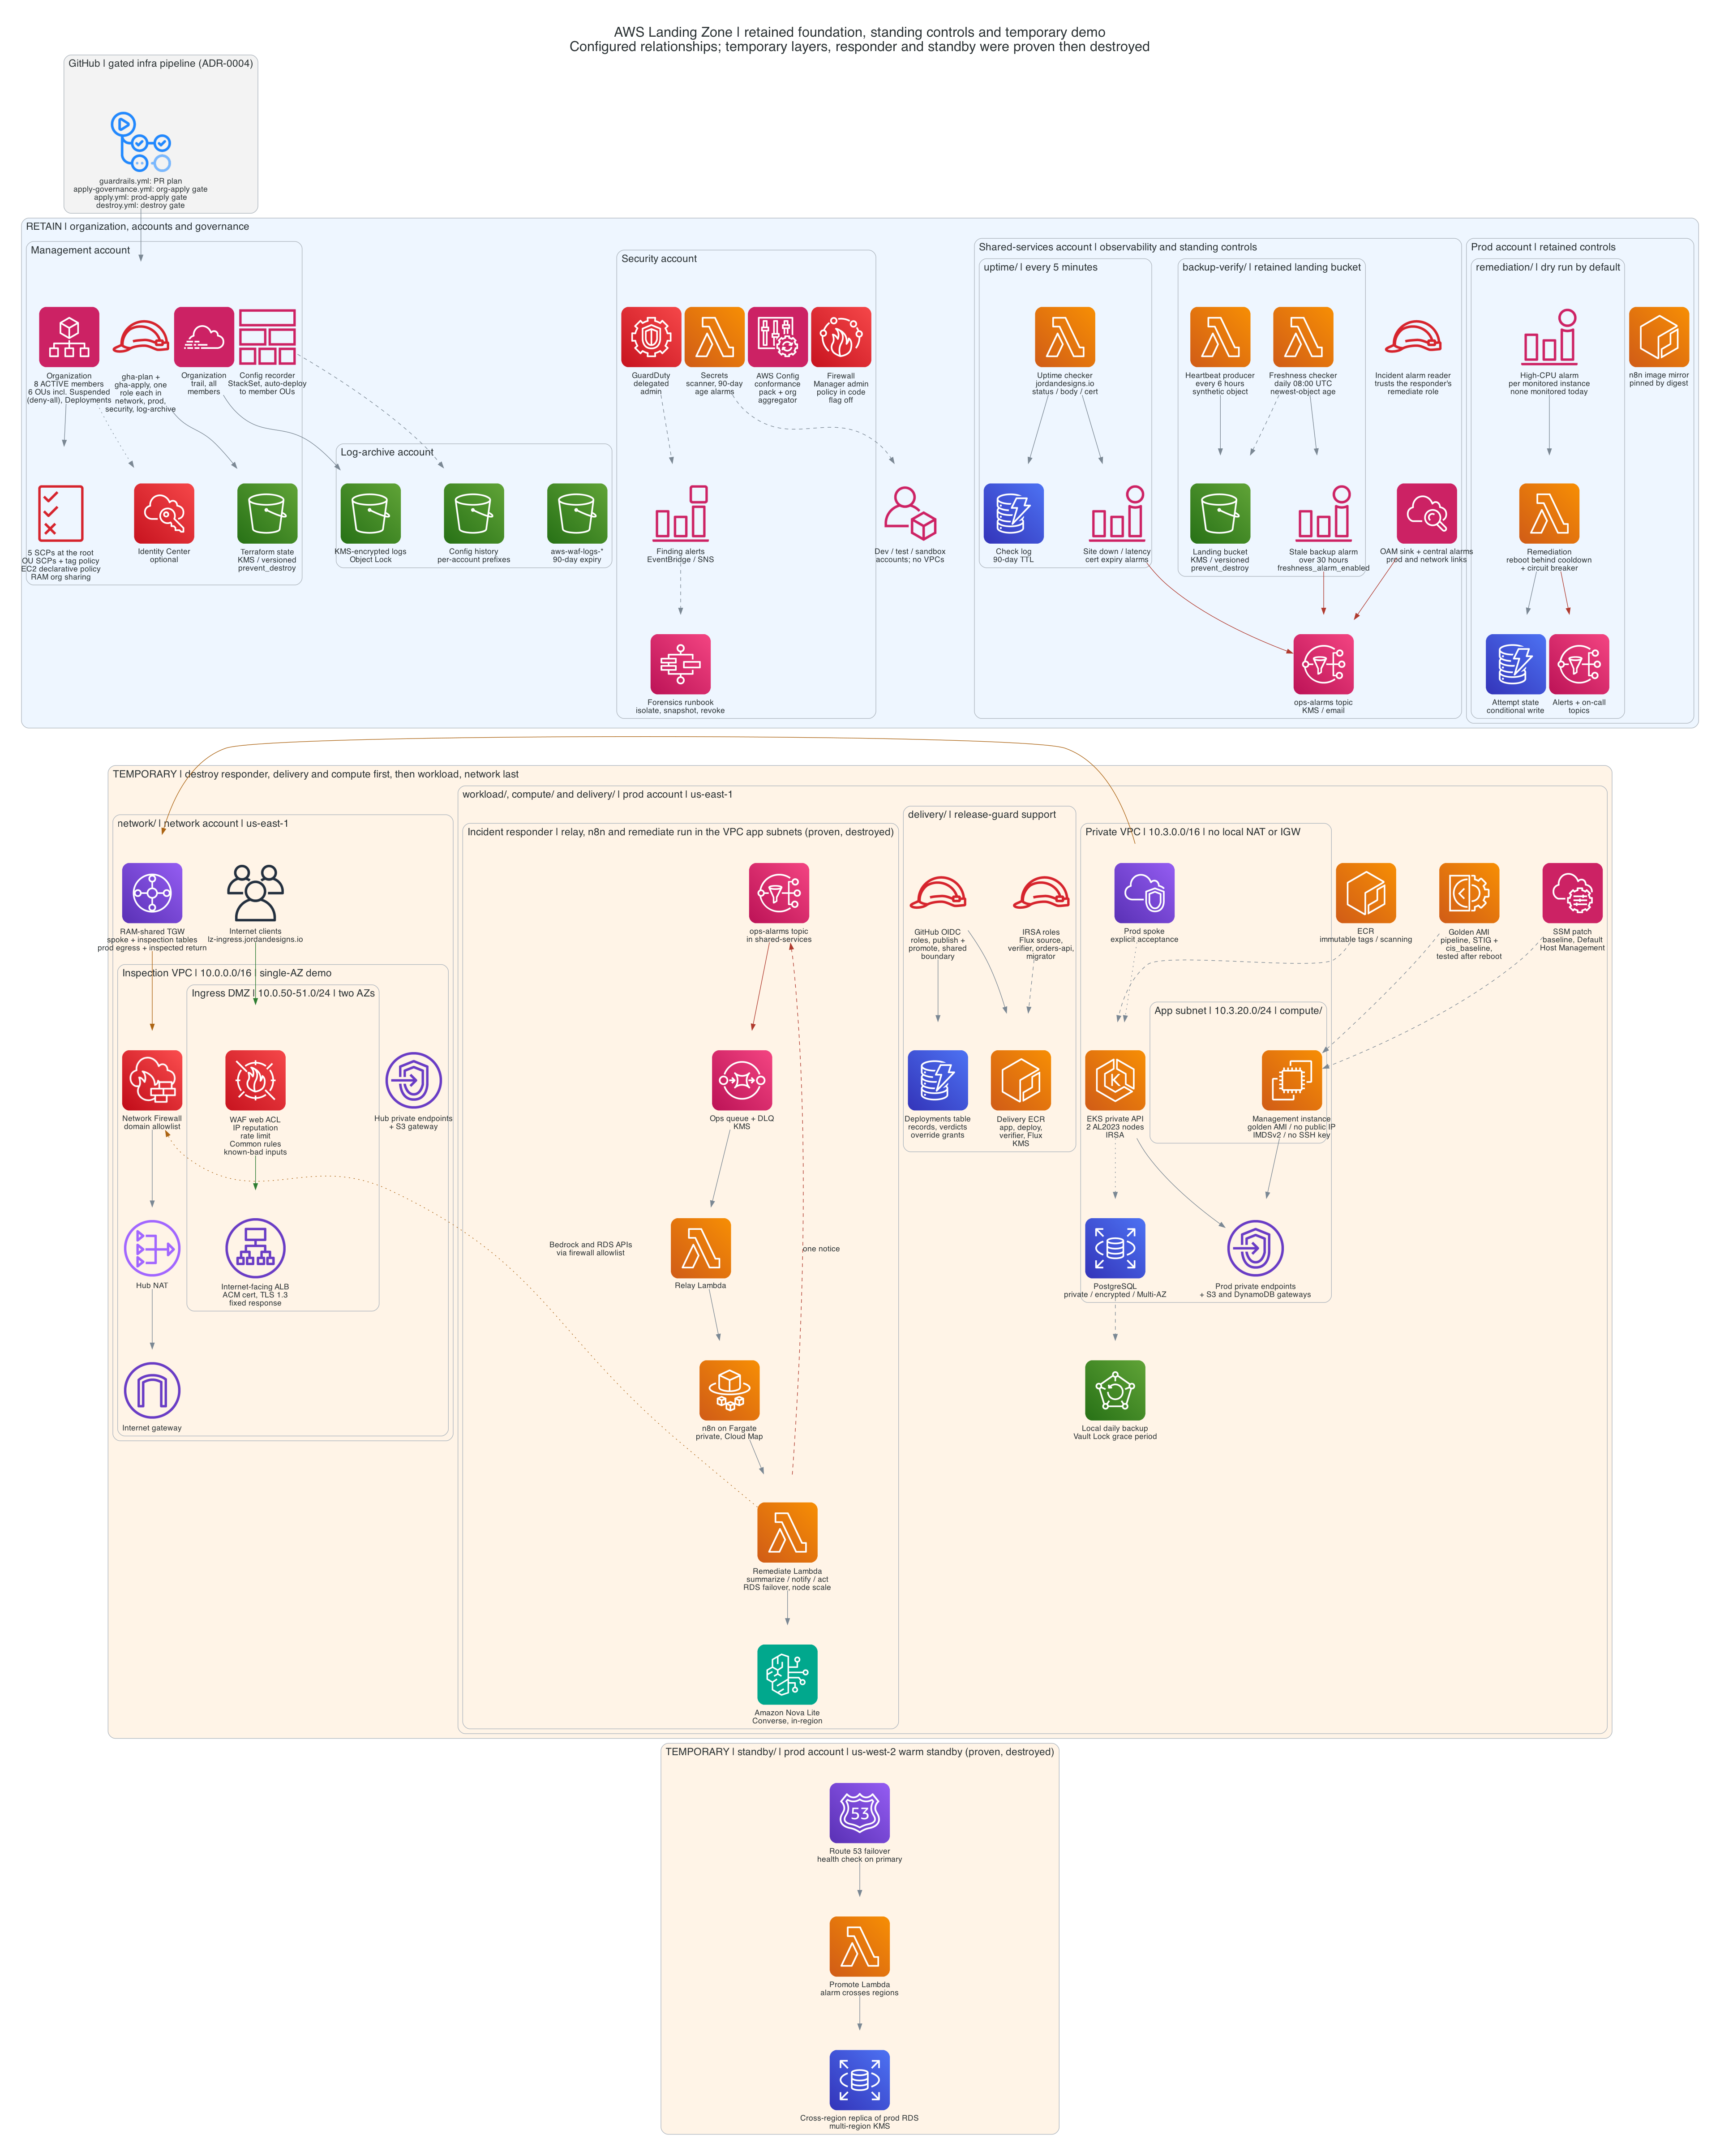 AWS Landing Zone | retained foundation, standing controls and temporary demo
Configured relationships; temporary layers, responder and standby were proven then destroyed
GitHub | gated infra pipeline (ADR-0004)
guardrails.yml: PR plan
apply-governance.yml: org-apply gate
apply.yml: prod-apply gate
destroy.yml: destroy gate
RETAIN | organization, accounts and governance
Management account
Organization
8 ACTIVE members
6 OUs incl. Suspended
(deny-all), Deployments
gha-plan +
gha-apply, one
role each in
network, prod,
security, log-archive
Organization
trail, all
members
Config recorder
StackSet, auto-deploy
to member OUs
5 SCPs at the root
OU SCPs + tag policy
EC2 declarative policy
RAM org sharing
Identity Center
optional
Terraform state
KMS / versioned
prevent_destroy
Log-archive account
KMS-encrypted logs
Object Lock
Config history
per-account prefixes
aws-waf-logs-*
90-day expiry
Security account
GuardDuty
delegated
admin
Secrets
scanner, 90-day
age alarms
AWS Config
conformance
pack + org
aggregator
Firewall
Manager admin
policy in code
flag off
Finding alerts
EventBridge / SNS
Forensics runbook
isolate, snapshot, revoke
Dev / test / sandbox
accounts; no VPCs
Shared-services account | observability and standing controls
uptime/ | every 5 minutes
Uptime checker
jordandesigns.io
status / body / cert
Check log
90-day TTL
Site down / latency
cert expiry alarms
backup-verify/ | retained landing bucket
Heartbeat producer
every 6 hours
synthetic object
Freshness checker
daily 08:00 UTC
newest-object age
Landing bucket
KMS / versioned
prevent_destroy
Stale backup alarm
over 30 hours
freshness_alarm_enabled
Incident alarm reader
trusts the responder's
remediate role
OAM sink + central alarms
prod and network links
ops-alarms topic
KMS / email
Prod account | retained controls
remediation/ | dry run by default
High-CPU alarm
per monitored instance
none monitored today
Remediation
reboot behind cooldown
+ circuit breaker
Attempt state
conditional write
Alerts + on-call
topics
n8n image mirror
pinned by digest
TEMPORARY | destroy responder, delivery and compute first, then workload, network last
network/ | network account | us-east-1
RAM-shared TGW
spoke + inspection tables
prod egress + inspected return
Internet clients
lz-ingress.jordandesigns.io
Inspection VPC | 10.0.0.0/16 | single-AZ demo
Ingress DMZ | 10.0.50-51.0/24 | two AZs
Network Firewall
domain allowlist
WAF web ACL
IP reputation
rate limit
Common rules
known-bad inputs
Hub private endpoints
+ S3 gateway
Hub NAT
Internet-facing ALB
ACM cert, TLS 1.3
fixed response
Internet gateway
workload/, compute/ and delivery/ | prod account | us-east-1
Incident responder | relay, n8n and remediate run in the VPC app subnets (proven, destroyed)
ops-alarms topic
in shared-services
Ops queue + DLQ
KMS
Bedrock and RDS APIs
via firewall allowlist
Relay Lambda
one notice
n8n on Fargate
private, Cloud Map
Remediate Lambda
summarize / notify / act
RDS failover, node scale
Amazon Nova Lite
Converse, in-region
delivery/ | release-guard support
GitHub OIDC
roles, publish +
promote, shared
boundary
IRSA roles
Flux source,
verifier, orders-api,
migrator
Deployments table
records, verdicts
override grants
Delivery ECR
app, deploy,
verifier, Flux
KMS
Private VPC | 10.3.0.0/16 | no local NAT or IGW
Prod spoke
explicit acceptance
App subnet | 10.3.20.0/24 | compute/
EKS private API
2 AL2023 nodes
IRSA
Management instance
golden AMI / no public IP
IMDSv2 / no SSH key
PostgreSQL
private / encrypted / Multi-AZ
Prod private endpoints
+ S3 and DynamoDB gateways
Local daily backup
Vault Lock grace period
ECR
immutable tags / scanning
Golden AMI
pipeline, STIG +
cis_baseline,
tested after reboot
SSM patch
baseline, Default
Host Management
TEMPORARY | standby/ | prod account | us-west-2 warm standby (proven, destroyed)
53
Route 53 failover
health check on primary
Promote Lambda
alarm crosses regions
Cross-region replica of prod RDS
multi-region KMS